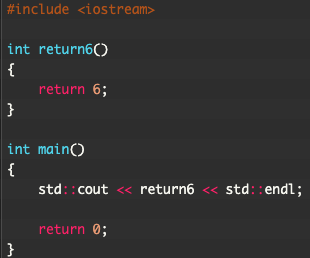 #include <iostream>
int return6()
{
return 6;
}
int main()
{
std::cout << return6 << std::endl;
return 0;
}